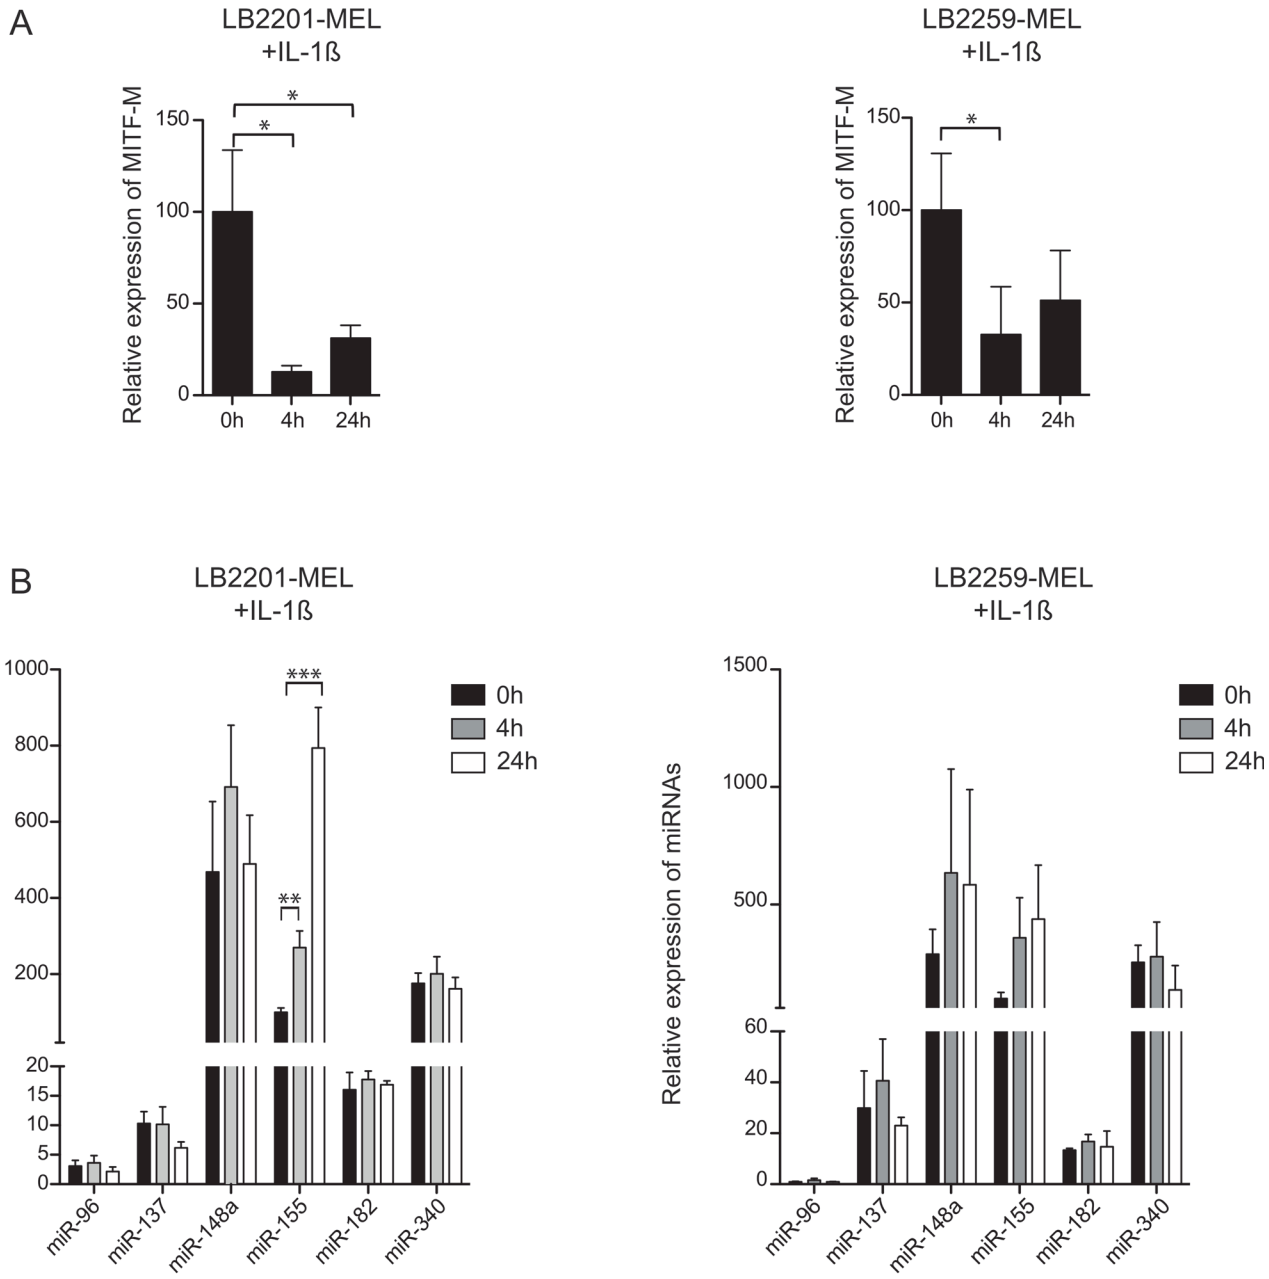 A
LB2201-MEL
+IL-1ß
Relative expression of MITF-M
150
100
50
0
*
*
0h 4h 24h
LB2259-MEL
+IL-1ß
Relative expression of MITF-M
150
100
50
0
*
0h 4h 24h
B
LB2201-MEL
+IL-1ß
1000
800
600
400
200
20
15
10
5
0
***
**
0h
4h
24h
miR-96 miR-137 miR-148a miR-155 miR-182 miR-340
LB2259-MEL
+IL-1ß
Relative expression of miRNAs
1500
1000
500
60
40
20
0
0h
4h
24h
miR-96 miR-137 miR-148a miR-155 miR-182 miR-340